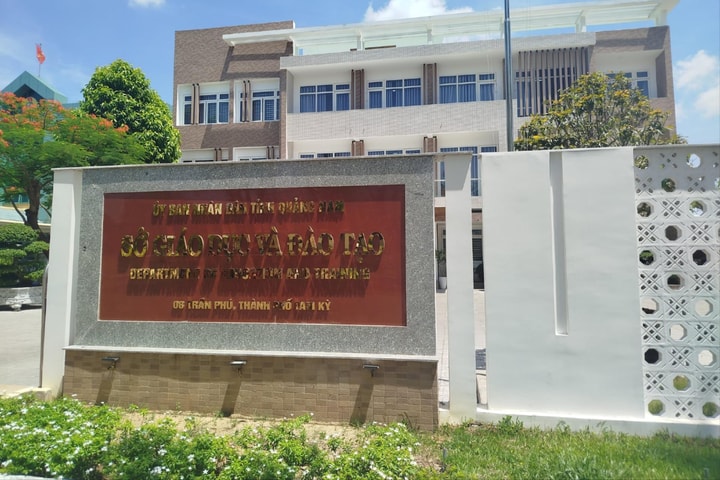 ỦY BAN NHÂN DÂN TỈNH QUẢNG NAM
SỞ GIÁO DỤC VÀ ĐÀO TẠO
DEPARTMENT OF EDUCATION AND TRAINING
08 TRẦN PHÚ, THÀNH PHỐ TAM KỲ